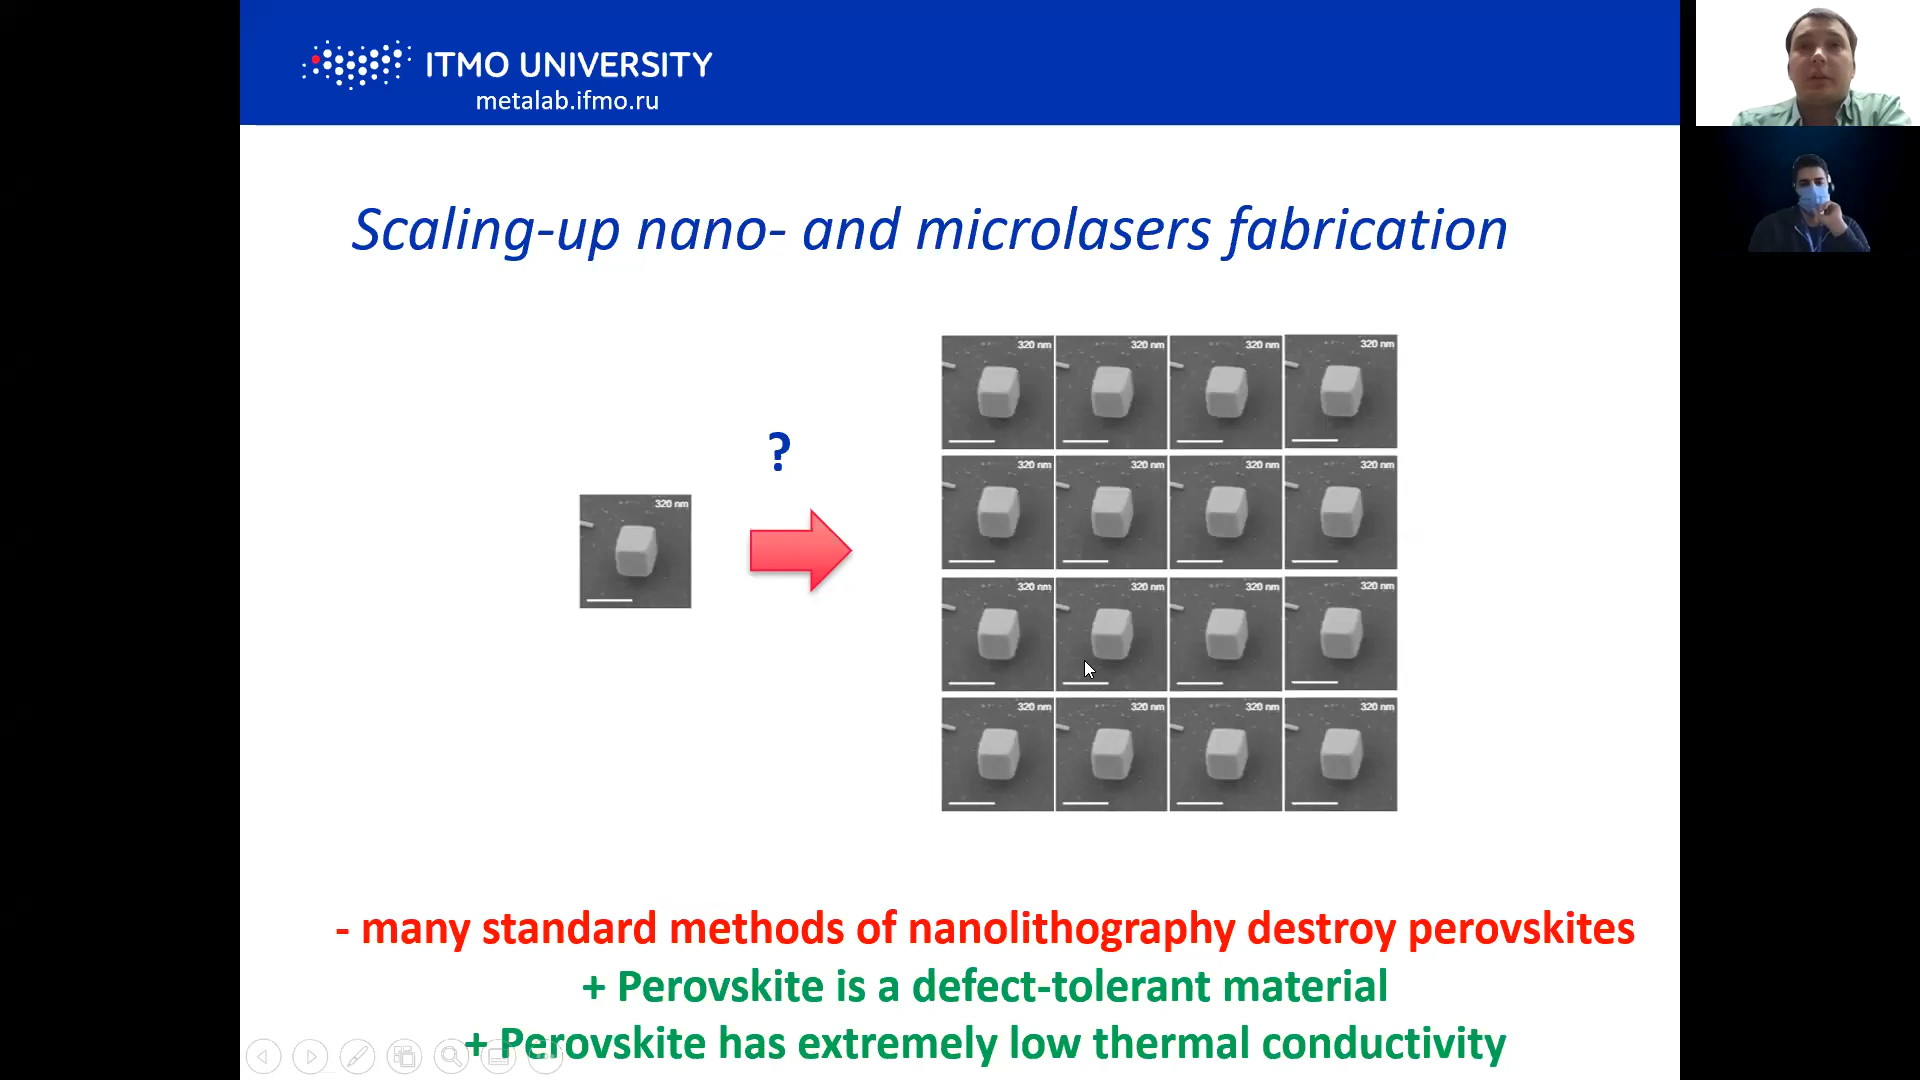 ITMO UNIVERSITY
metalab.ifmo.ru
Scaling-up nano- and microlasers fabrication
320 nm 320 nm 320 nm 320 nm
?
320 nm 320 nm 320 nm 320 nm
320 nm
320 nm 320 nm 320 nm 320 nm
320 nm 320 nm 320 nm 320 nm
- many standard methods of nanolithography destroy perovskites
+ Perovskite is a defect-tolerant material
+ Perovskite has extremely low thermal conductivity